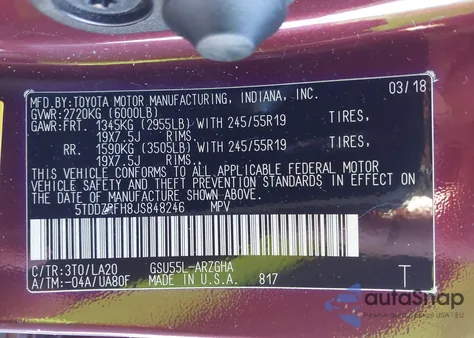 MFD.BY:TOYOTA MOTOR MANUFACTURING, INDIANA, INC. 03/18
GVWR:2720KG (6000LB)
GAWR:FRT. 1345KG (2955LB) WITH 245/55R19 TIRES,
19X7.5J RIMS.
RR. 1590KG (3505LB) WITH 245/55R19 TIRES,
19X7.5J RIMS.
THIS VEHICLE CONFORMS TO ALL APPLICABLE FEDERAL MOTOR
VEHICLE SAFETY AND THEFT PREVENTION STANDARDS IN EFFECT ON
THE DATE OF MANUFACTURE SHOWN ABOVE.
5TDDZRFH8JS848246 MPV
C/TR:3T0/LA20 GSU55L-ARZGHA
A/TM:-04A/UA80F MADE IN U.S.A. 817 T
autoSnap